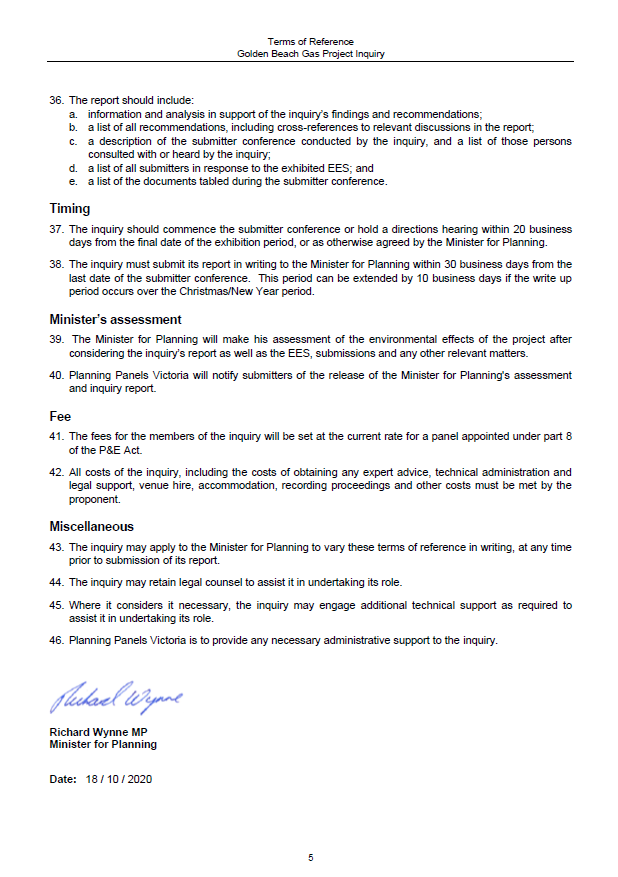 Terms of Reference
Golden Beach Gas Project Inquiry
36. The report should include:
a. information and analysis in support of the inquiry's findings and recommendations;
b. a list of all recommendations, including cross-references to relevant discussions in the report;
c. a description of the submitter conference conducted by the inquiry, and a list of those persons
consulted with or heard by the inquiry;
d. a list of all submitters in response to the exhibited EES; and
e. a list of the documents tabled during the submitter conference.
Timing
37. The inquiry should commence the submitter conference or hold a directions hearing within 20 business
days from the final date of the exhibition period, or as otherwise agreed by the Minister for Planning.
38. The inquiry must submit its report in writing to the Minister for Planning within 30 business days from the
last date of the submitter conference. This period can be extended by 10 business days if the write up
period occurs over the Christmas/New Year period.
Minister's assessment
39. The Minister for Planning will make his assessment of the environmental effects of the project after
considering the inquiry's report as well as the EES, submissions and any other relevant matters.
40. Planning Panels Victoria will notify submitters of the release of the Minister for Planning's assessment
and inquiry report.
Fee
41. The fees for the members of the inquiry will be set at the current rate for a panel appointed under part 8
of the P&E Act.
42. All costs of the inquiry, including the costs of obtaining any expert advice, technical administration and
legal support, venue hire, accommodation, recording proceedings and other costs must be met by the
proponent.
Miscellaneous
43. The inquiry may apply to the Minister for Planning to vary these terms of reference in writing, at any time
prior to submission of its report.
44. The inquiry may retain legal counsel to assist it in undertaking its role.
45. Where it considers it necessary, the inquiry may engage additional technical support as required to
assist it in undertaking its role.
46. Planning Panels Victoria is to provide any necessary administrative support to the inquiry.
Richard Wynne
Richard Wynne MP
Minister for Planning
Date: 18 / 10 / 2020
5